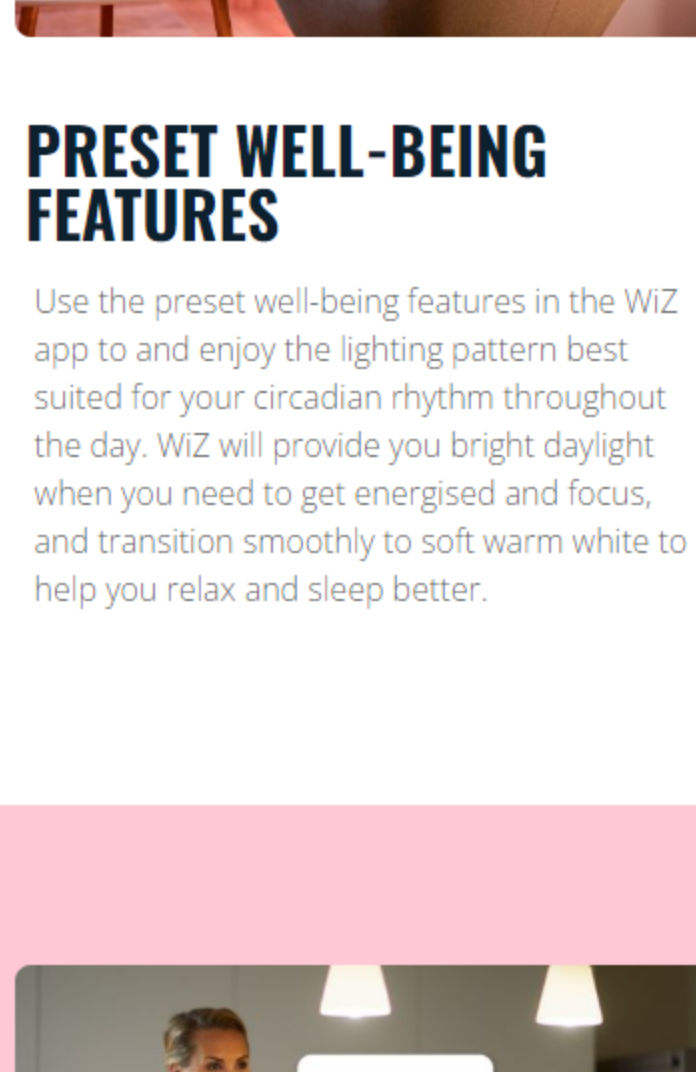 PRESET WELL-BEING
FEATURES
Use the preset well-being features in the WiZ
app to and enjoy the lighting pattern best
suited for your circadian rhythm throughout
the day. WiZ will provide you bright daylight
when you need to get energised and focus,
and transition smoothly to soft warm white to
help you relax and sleep better.